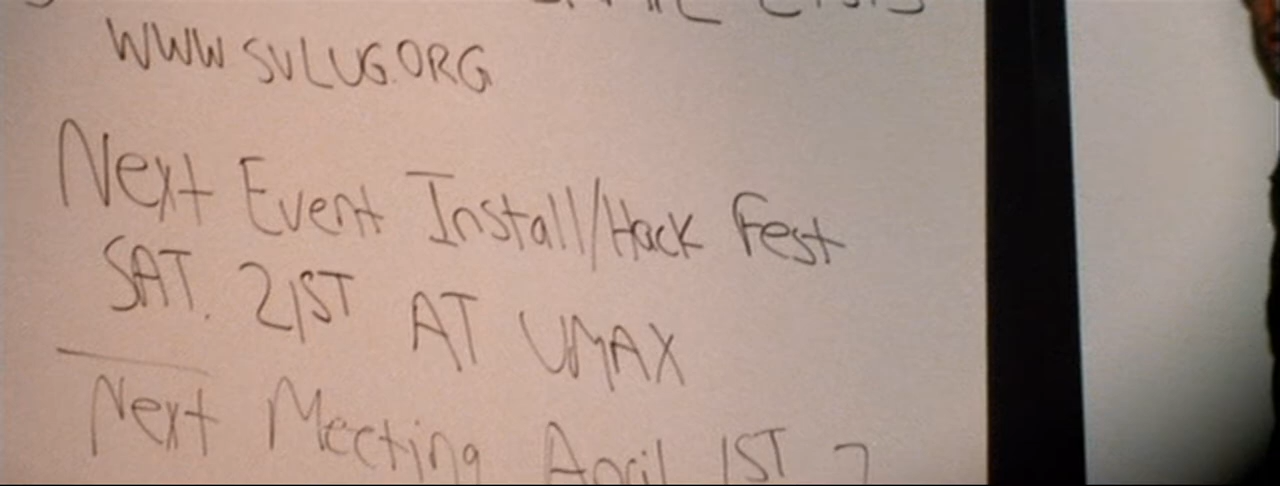 WWW SVLUG.ORG
Next Event Install/Hack Fest
SAT. 21ST AT UMAX
Next Meeting April 1ST